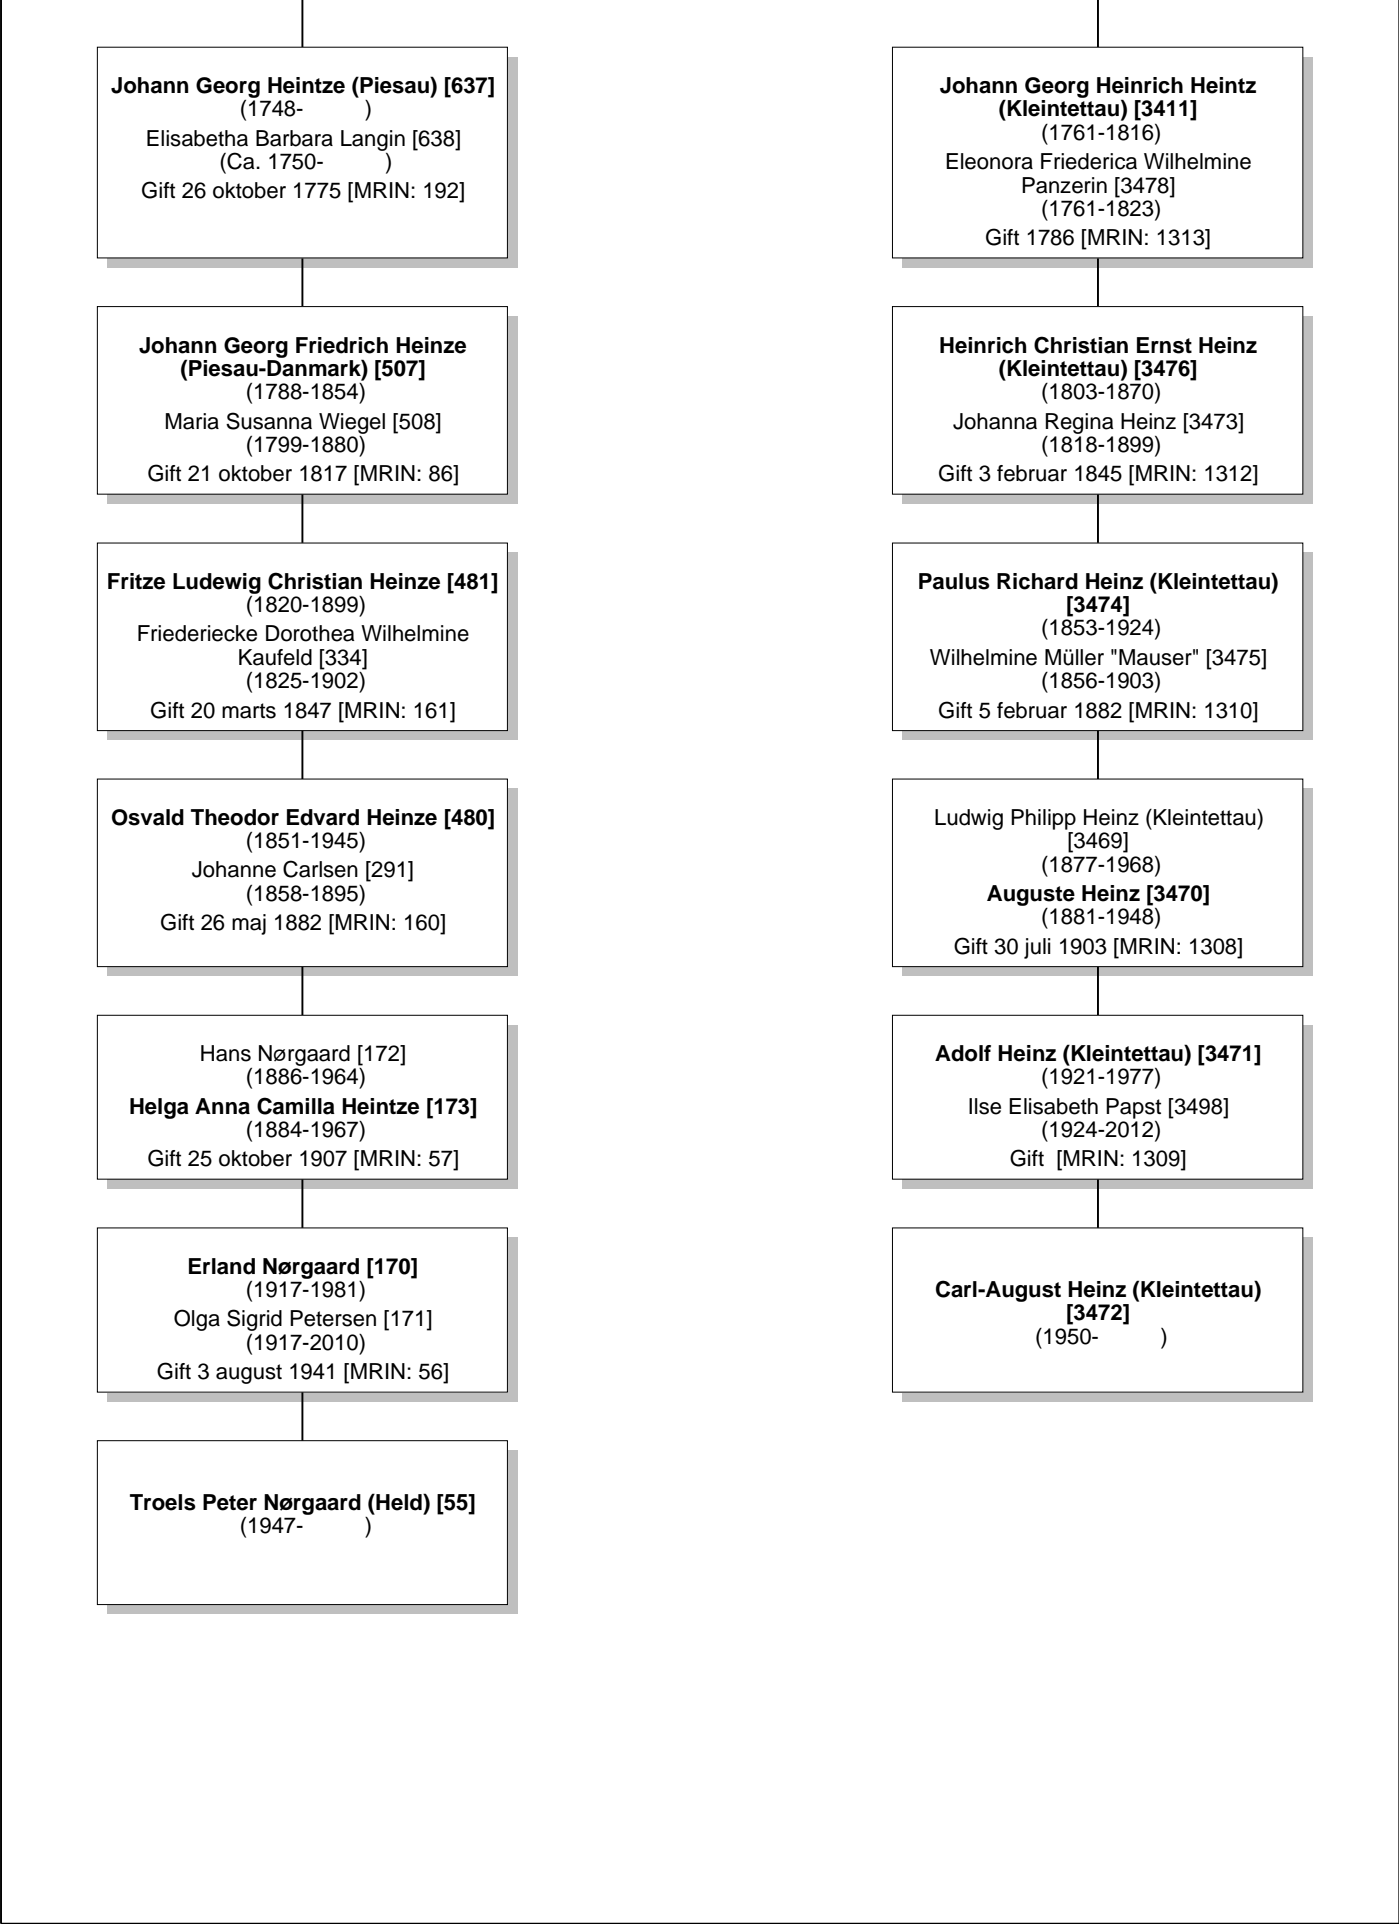 Johann Georg Heintze (Piesau) [637]
(1748-          )
Elisabetha Barbara Langin [638]
(Ca. 1750-          )
Gift 26 oktober 1775 [MRIN: 192]
Johann Georg Friedrich Heinze
(Piesau-Danmark) [507]
(1788-1854)
Maria Susanna Wiegel [508]
(1799-1880)
Gift 21 oktober 1817 [MRIN: 86]
Fritze Ludewig Christian Heinze [481]
(1820-1899)
Friederiecke Dorothea Wilhelmine
Kaufeld [334]
(1825-1902)
Gift 20 marts 1847 [MRIN: 161]
Osvald Theodor Edvard Heinze [480]
(1851-1945)
Johanne Carlsen [291]
(1858-1895)
Gift 26 maj 1882 [MRIN: 160]
Hans Nørgaard [172]
(1886-1964)
Helga Anna Camilla Heintze [173]
(1884-1967)
Gift 25 oktober 1907 [MRIN: 57]
Erland Nørgaard [170]
(1917-1981)
Olga Sigrid Petersen [171]
(1917-2010)
Gift 3 august 1941 [MRIN: 56]
Troels Peter Nørgaard (Held) [55]
(1947-          )
Johann Georg Heinrich Heintz
(Kleintettau) [3411]
(1761-1816)
Eleonora Friederica Wilhelmine
Panzerin [3478]
(1761-1823)
Gift 1786 [MRIN: 1313]
Heinrich Christian Ernst Heinz
(Kleintettau) [3476]
(1803-1870)
Johanna Regina Heinz [3473]
(1818-1899)
Gift 3 februar 1845 [MRIN: 1312]
Paulus Richard Heinz (Kleintettau)
[3474]
(1853-1924)
Wilhelmine Müller "Mauser" [3475]
(1856-1903)
Gift 5 februar 1882 [MRIN: 1310]
Ludwig Philipp Heinz (Kleintettau)
[3469]
(1877-1968)
Auguste Heinz [3470]
(1881-1948)
Gift 30 juli 1903 [MRIN: 1308]
Adolf Heinz (Kleintettau) [3471]
(1921-1977)
Ilse Elisabeth Papst [3498]
(1924-2012)
Gift  [MRIN: 1309]
Carl-August Heinz (Kleintettau)
[3472]
(1950-          )